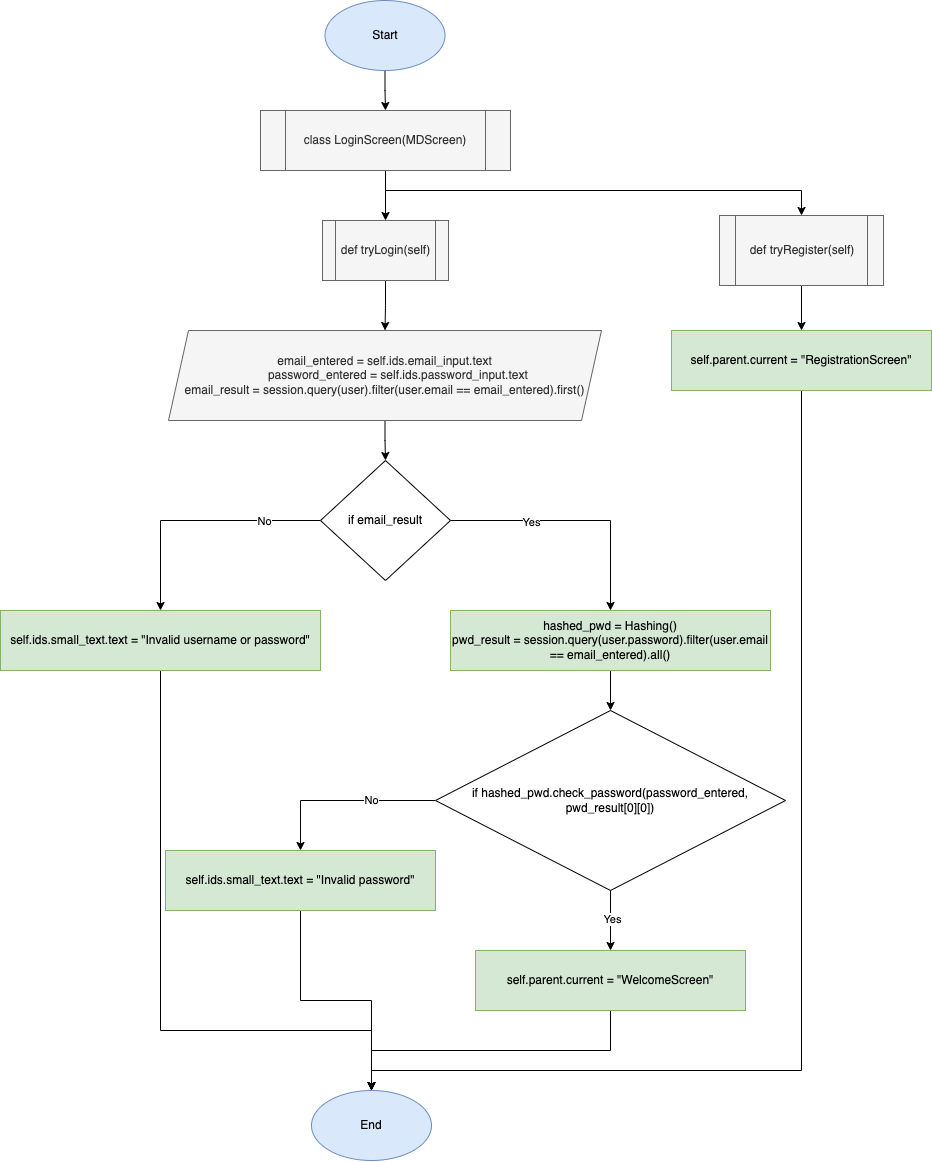 Start
class LoginScreen(MDScreen)
def tryLogin(self)
def tryRegister(self)
email_entered = self.ids.email_input.text
password_entered = self.ids.password_input.text
email_result = session.query(user).filter(user.email == email_entered).first()
self.parent.current = "RegistrationScreen"
if email_result
No
Yes
self.ids.small_text.text = "Invalid username or password"
hashed_pwd = Hashing()
pwd_result = session.query(user.password).filter(user.email
== email_entered).all()
if hashed_pwd.check_password(password_entered,
pwd_result[0][0])
No
self.ids.small_text.text = "Invalid password"
Yes
self.parent.current = "WelcomeScreen"
End